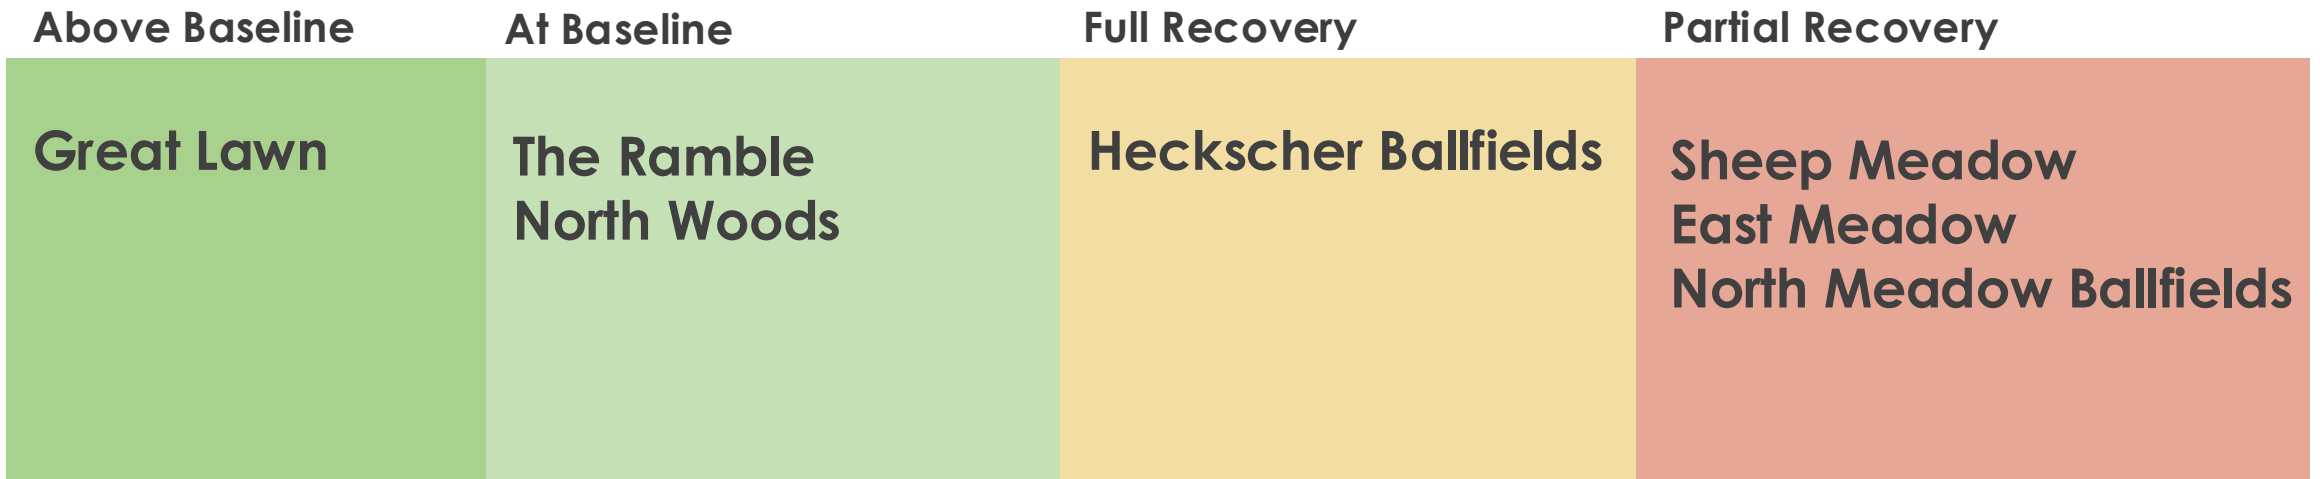 Above Baseline
Great Lawn
At Baseline
The Ramble
North Woods
Full Recovery
Heckscher Ballfields
Partial Recovery
Sheep Meadow
East Meadow
North Meadow Ballfields